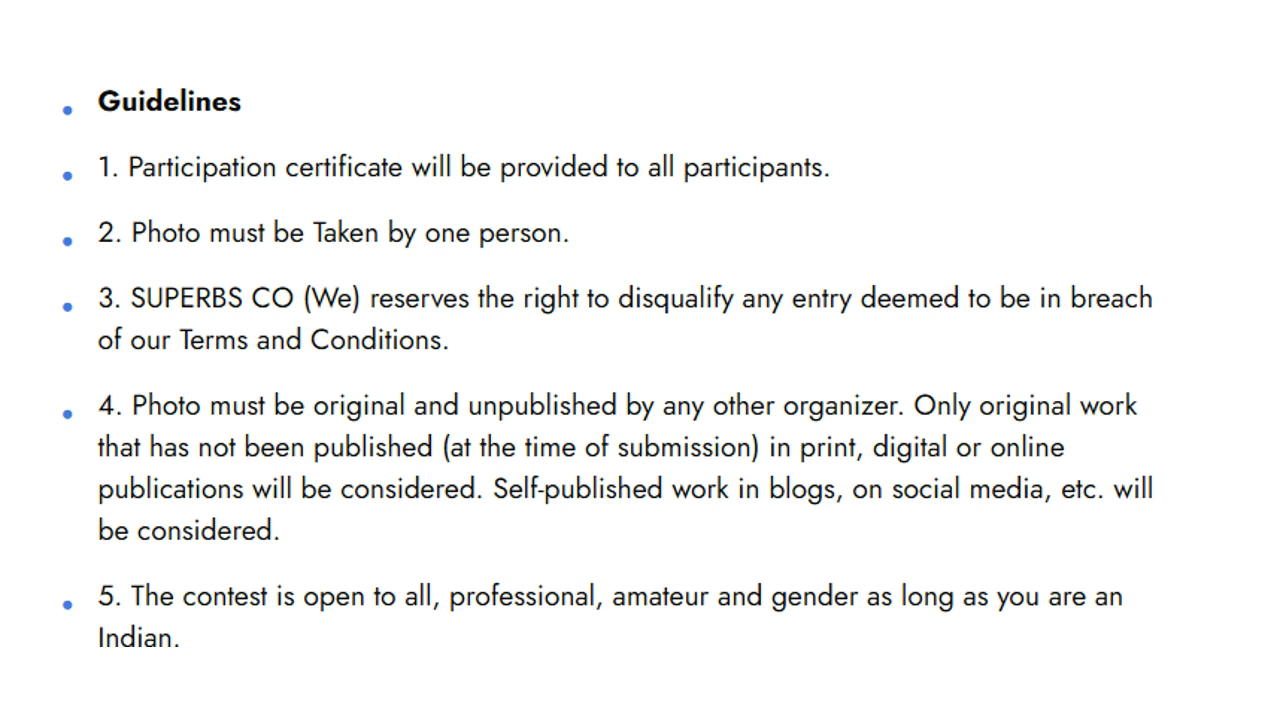 Guidelines
1. Participation certificate will be provided to all participants.
2. Photo must be Taken by one person.
3. SUPERBS CO (We) reserves the right to disqualify any entry deemed to be in breach
of our Terms and Conditions.
4. Photo must be original and unpublished by any other organizer. Only original work
that has not been published (at the time of submission) in print, digital or online
publications will be considered. Self-published work in blogs, on social media, etc. will
be considered.
5. The contest is open to all, professional, amateur and gender as long as you are an
Indian.